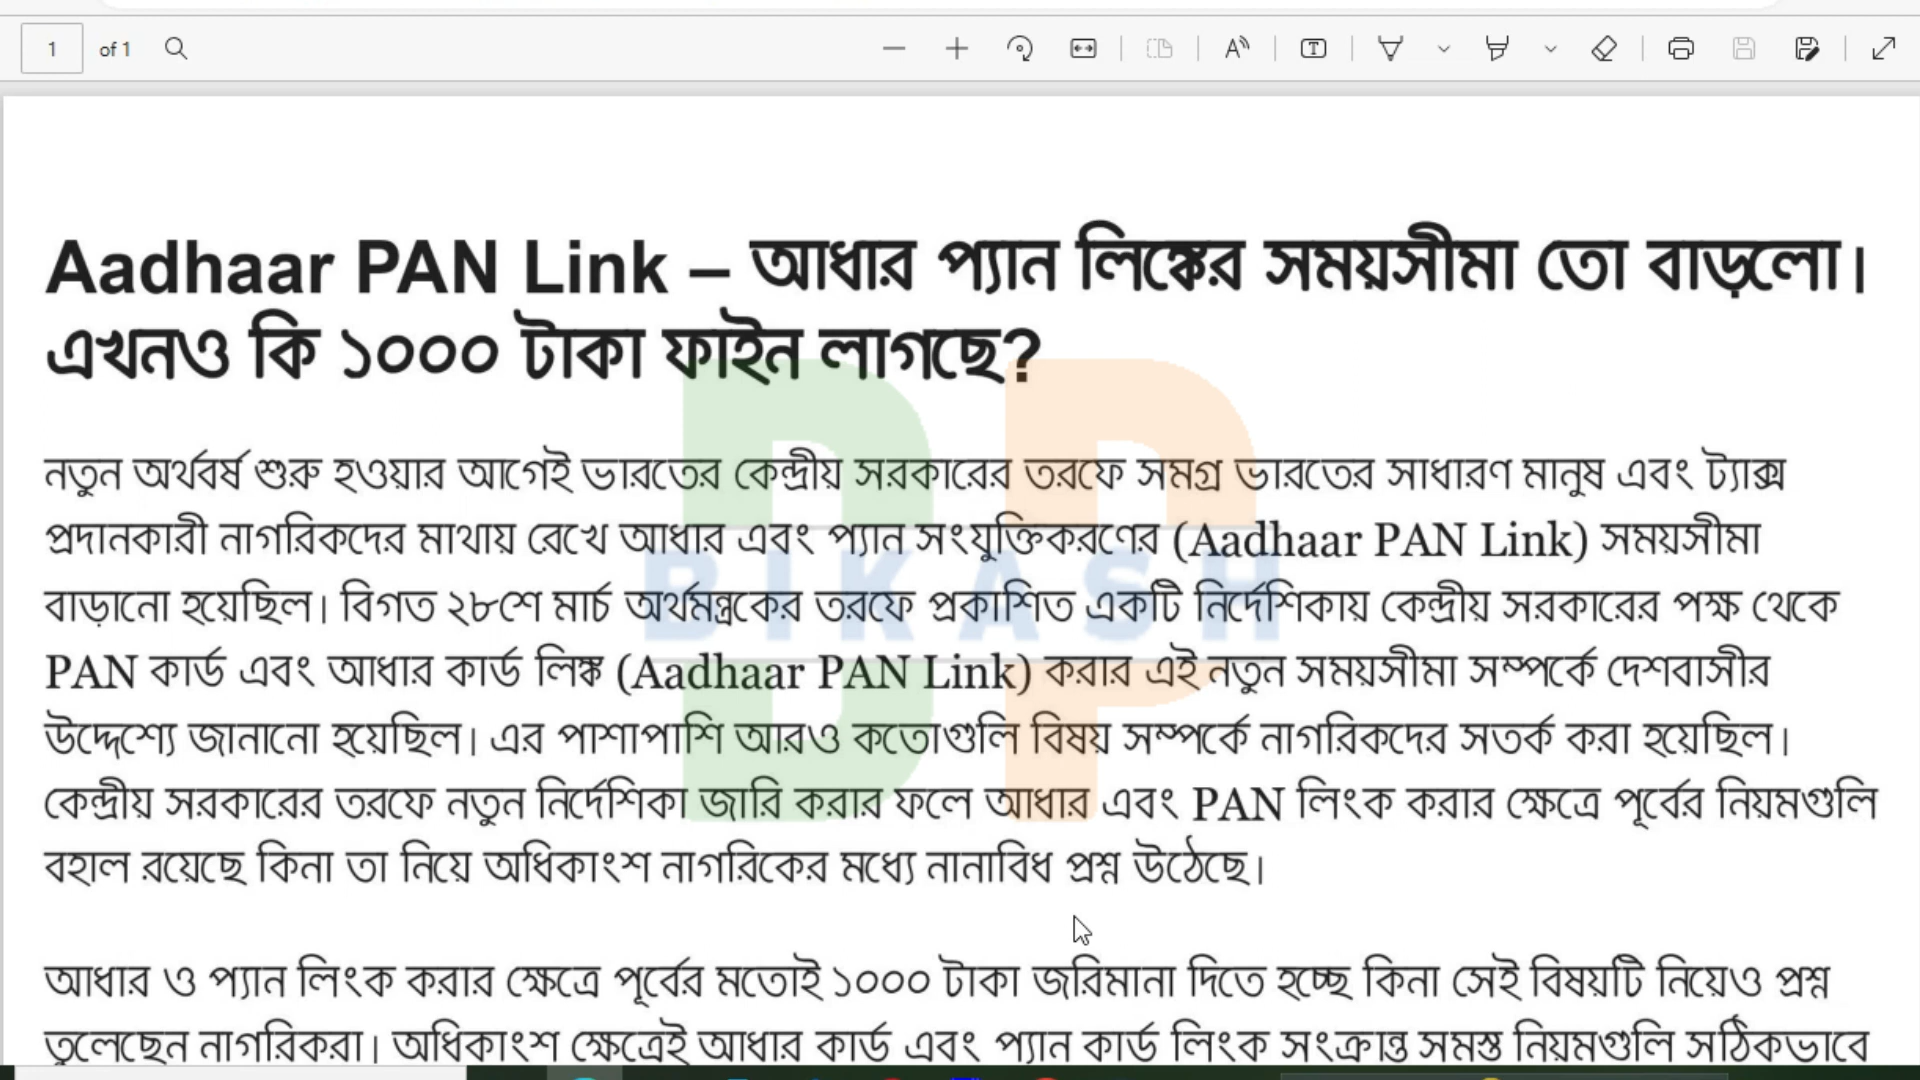 1 of 1
Aadhaar PAN Link – আধার প্যান লিঙ্কের সময়সীমা তো বাড়লো।
এখনও কি ১০০০ টাকা ফাইন লাগছে?
নতুন অর্থবর্ষ শুরু হওয়ার আগেই ভারতের কেন্দ্রীয় সরকারের তরফে সমগ্র ভারতের সাধারণ মানুষ এবং ট্যাক্স
প্রদানকারী নাগরিকদের মাথায় রেখে আধার এবং প্যান সংযুক্তিকরণের (Aadhaar PAN Link) সময়সীমা
বাড়ানো হয়েছিল। বিগত ২৮শে মার্চ অর্থমন্ত্রকের তরফে প্রকাশিত একটি নির্দেশিকায় কেন্দ্রীয় সরকারের পক্ষ থেকে
PAN কার্ড এবং আধার কার্ড লিঙ্ক (Aadhaar PAN Link) করার এই নতুন সময়সীমা সম্পর্কে দেশবাসীর
উদ্দেশ্যে জানানো হয়েছিল। এর পাশাপাশি আরও কতোগুলি বিষয় সম্পর্কে নাগরিকদের সতর্ক করা হয়েছিল।
কেন্দ্রীয় সরকারের তরফে নতুন নির্দেশিকা জারি করার ফলে আধার এবং PAN লিংক করার ক্ষেত্রে পূর্বের নিয়মগুলি
বহাল রয়েছে কিনা তা নিয়ে অধিকাংশ নাগরিকের মধ্যে নানাবিধ প্রশ্ন উঠেছে।
আধার ও প্যান লিংক করার ক্ষেত্রে পূর্বের মতোই ১০০০ টাকা জরিমানা দিতে হচ্ছে কিনা সেই বিষয়টি নিয়েও প্রশ্ন
তুলেছেন নাগরিকরা। অধিকাংশ ক্ষেত্রেই আধার কার্ড এবং প্যান কার্ড লিংক সংক্রান্ত সমস্ত নিয়মগুলি সঠিকভাবে
BIKASH